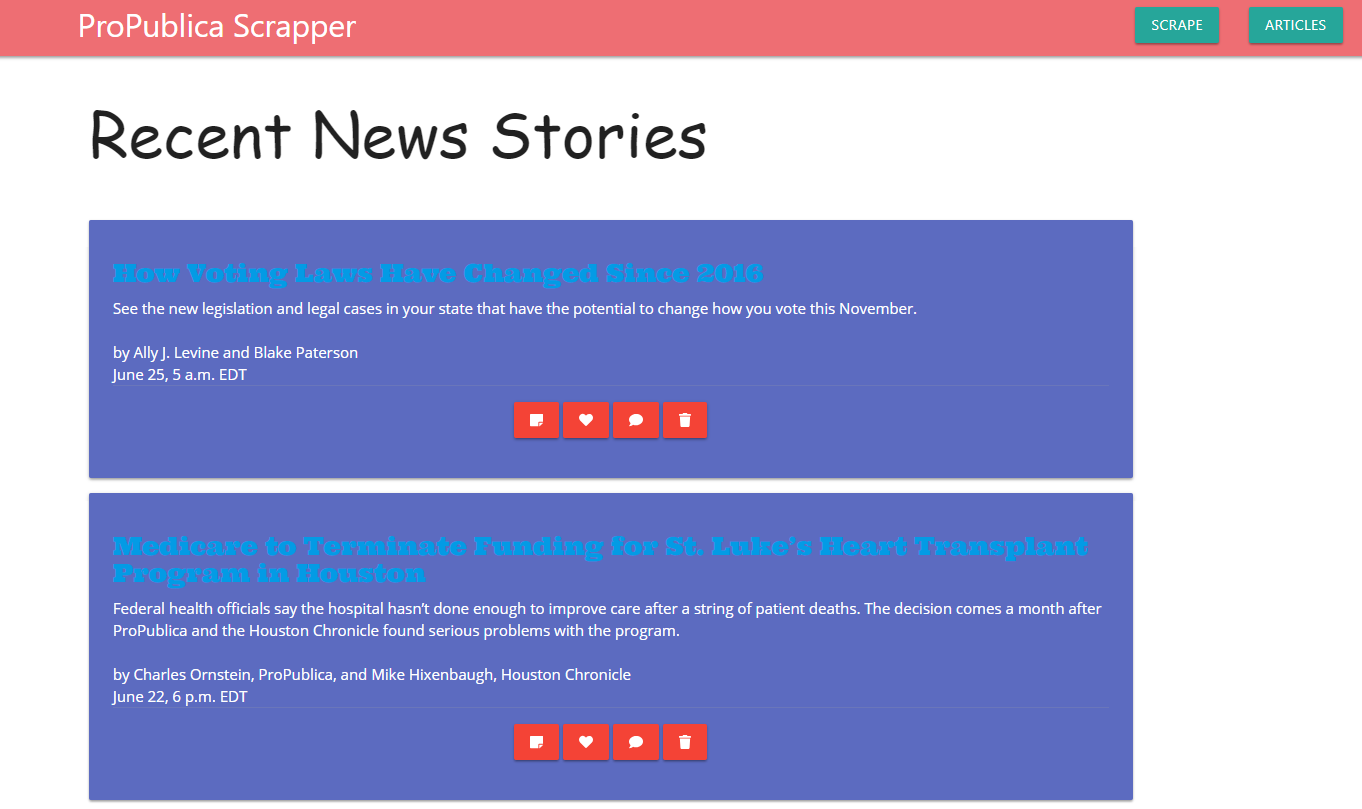 ProPublica Scrapper
SCRAPE
ARTICLES
Recent News Stories
How Voting Laws Have Changed Since 2016
See the new legislation and legal cases in your state that have the potential to change how you vote this November.
by Ally J. Levine and Blake Paterson
June 25, 5 a.m. EDT
Medicare to Terminate Funding for St. Luke’s Heart Transplant
Program in Houston
Federal health officials say the hospital hasn’t done enough to improve care after a string of patient deaths. The decision comes a month after
ProPublica and the Houston Chronicle found serious problems with the program.
by Charles Ornstein, ProPublica, and Mike Hixenbaugh, Houston Chronicle
June 22, 6 p.m. EDT